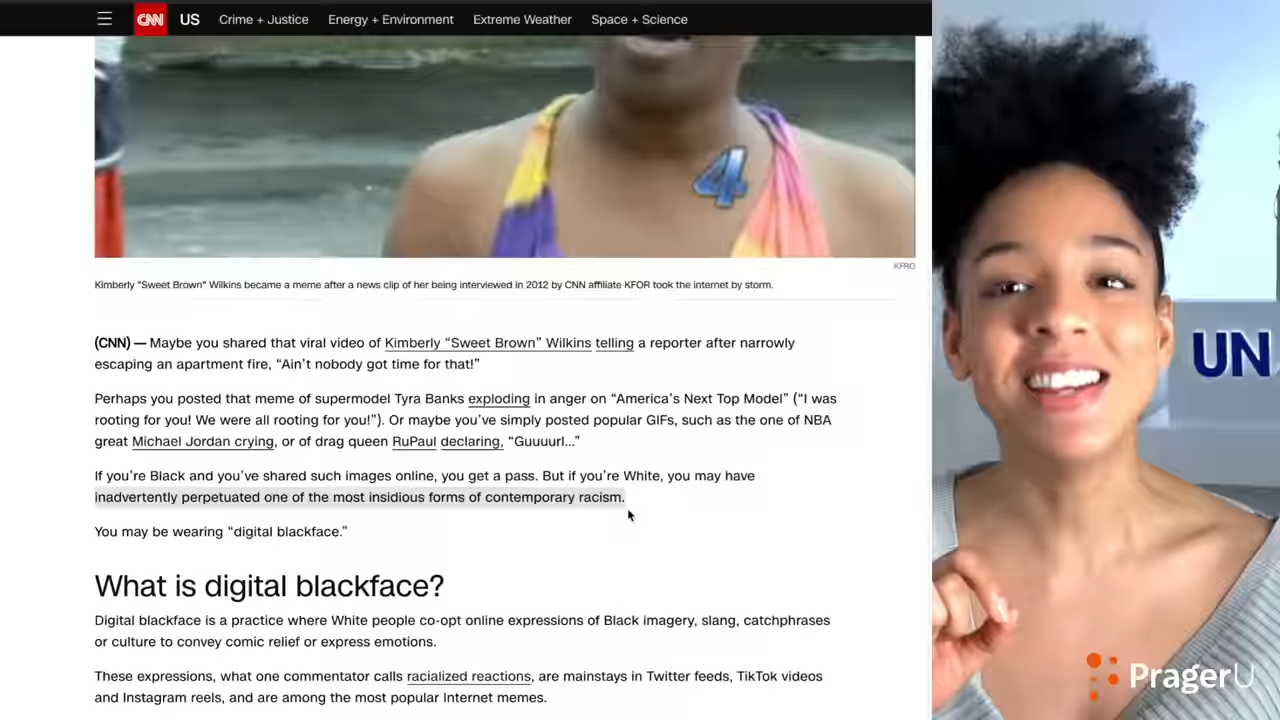 CNN US Crime + Justice Energy + Environment Extreme Weather Space + Science
4
KFRO
Kimberly "Sweet Brown" Wilkins became a meme after a news clip of her being interviewed in 2012 by CNN affiliate KFOR took the internet by storm.
(CNN) — Maybe you shared that viral video of Kimberly “Sweet Brown” Wilkins telling a reporter after narrowly
escaping an apartment fire, “Ain’t nobody got time for that!”
Perhaps you posted that meme of supermodel Tyra Banks exploding in anger on “America’s Next Top Model” (“I was
rooting for you! We were all rooting for you!”). Or maybe you’ve simply posted popular GIFs, such as the one of NBA
great Michael Jordan crying, or of drag queen RuPaul declaring, “Guuuurl...”
If you’re Black and you’ve shared such images online, you get a pass. But if you’re White, you may have
inadvertently perpetuated one of the most insidious forms of contemporary racism.
You may be wearing “digital blackface.”
What is digital blackface?
Digital blackface is a practice where White people co-opt online expressions of Black imagery, slang, catchphrases
or culture to convey comic relief or express emotions.
These expressions, what one commentator calls racialized reactions, are mainstays in Twitter feeds, TikTok videos
and Instagram reels, and are among the most popular Internet memes.
UN
PragerU